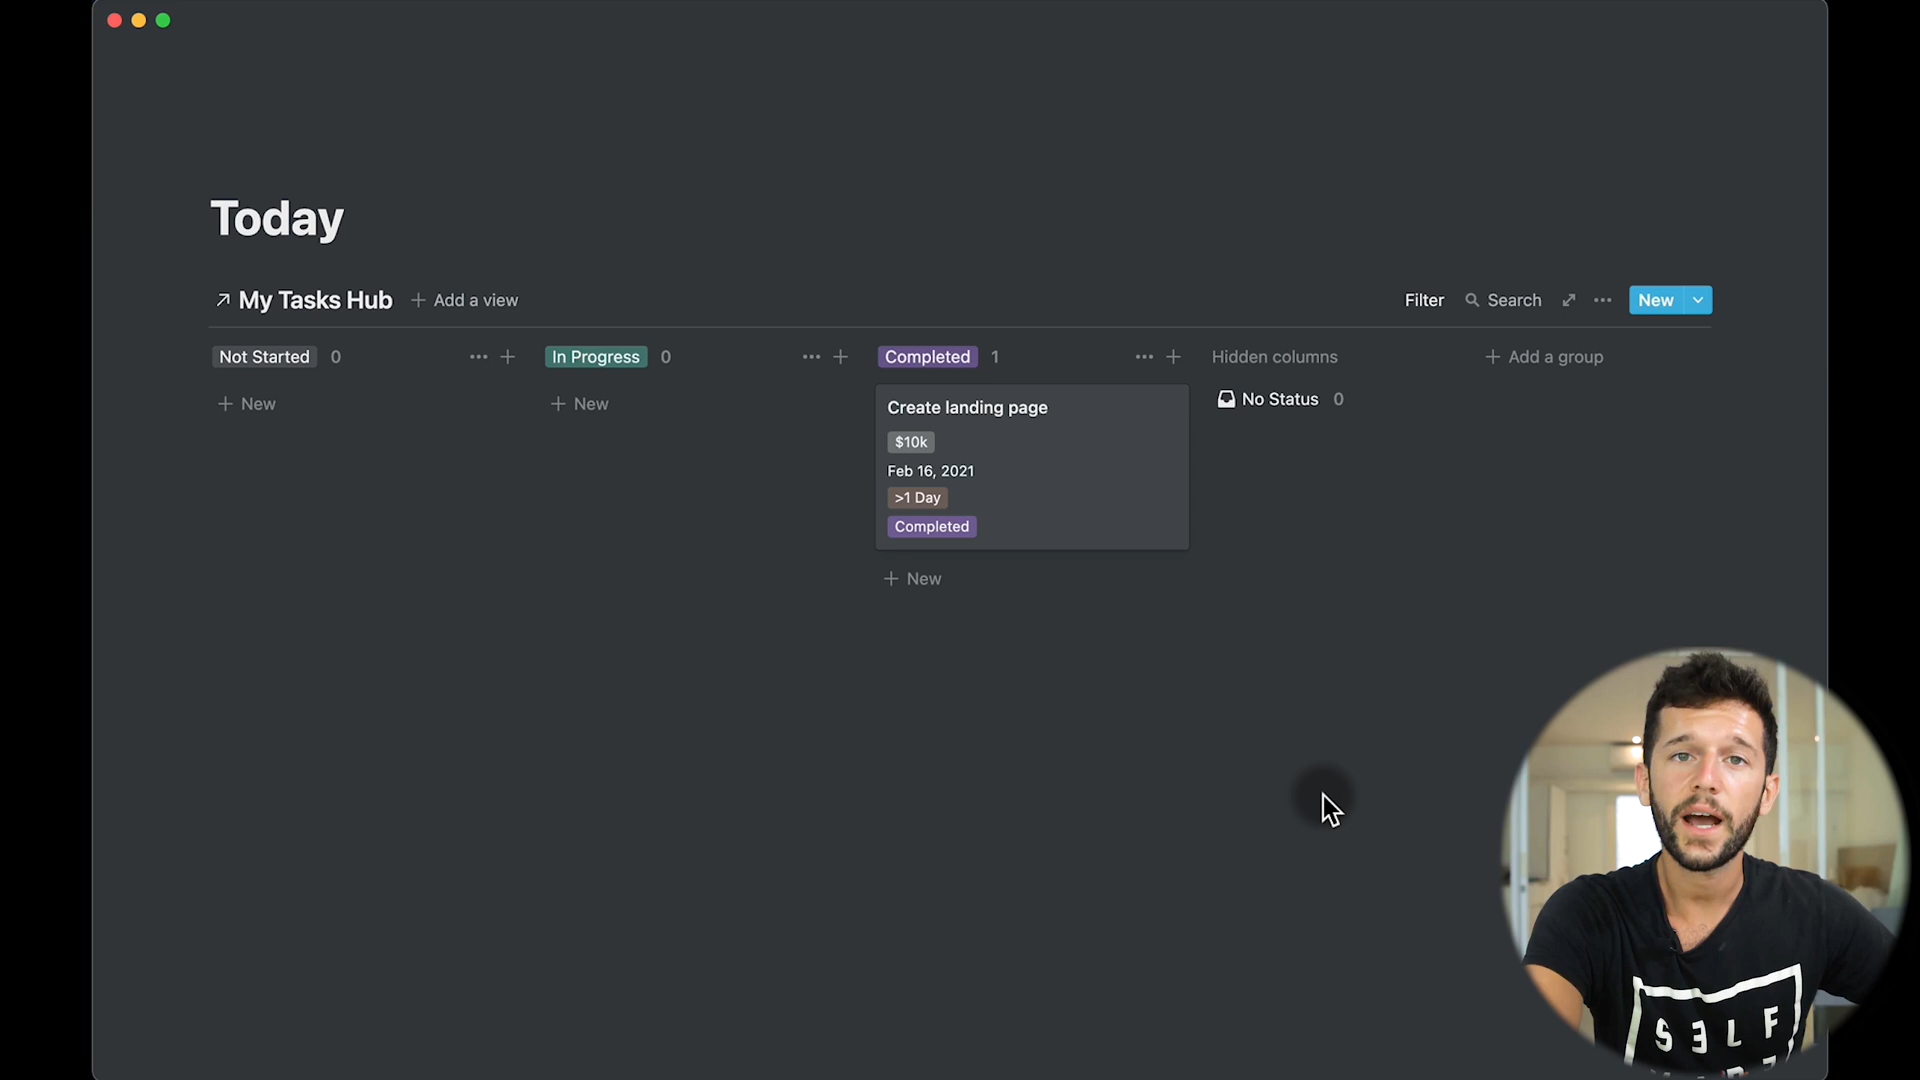 Today
My Tasks Hub
Add a view
Filter
Search
New
Not Started 0
In Progress 0
Completed 1
Hidden columns
Add a group
New
New
Create landing page
$10k
Feb 16, 2021
>1 Day
Completed
New
No Status 0
SƎLF